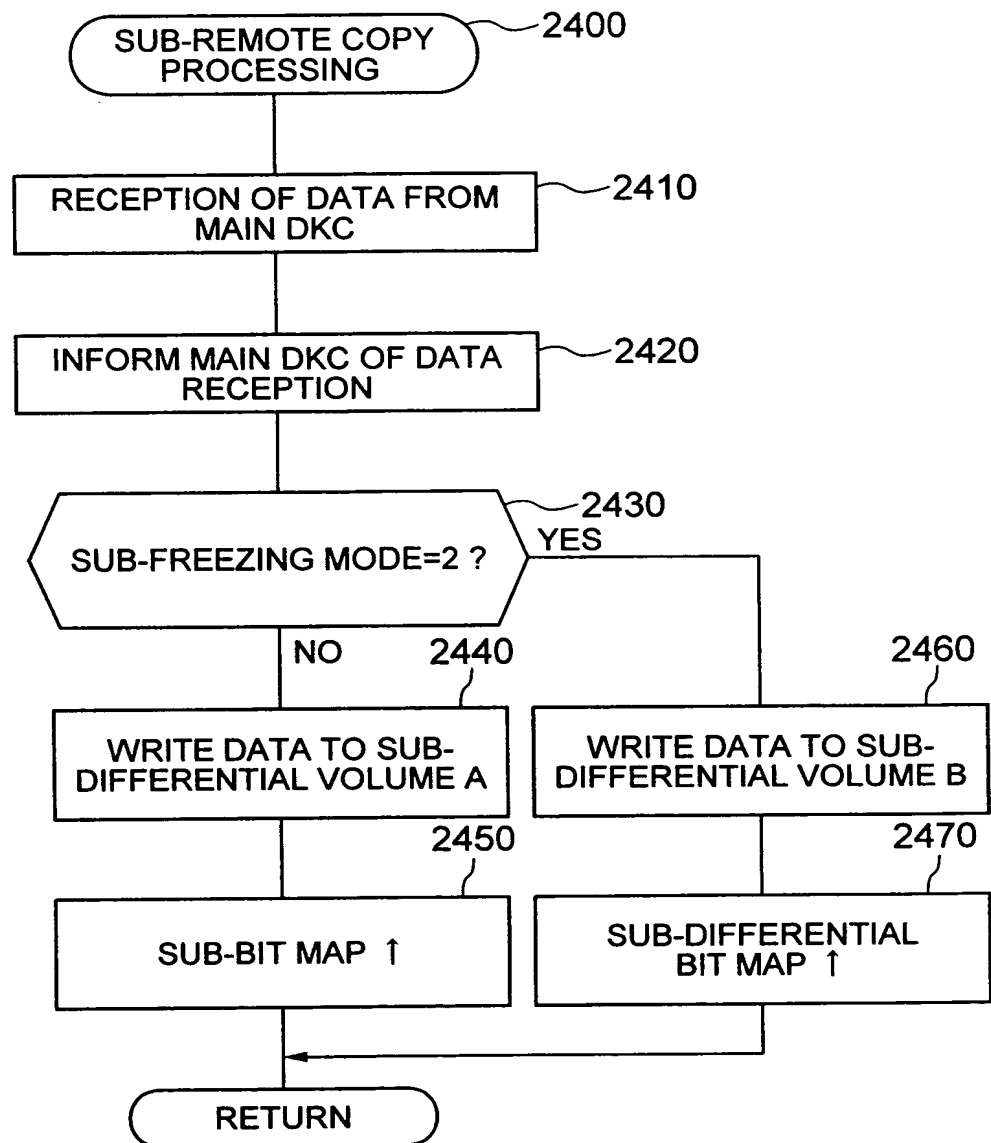 SUB-REMOTE COPY
PROCESSING
2400
RECEPTION OF DATA FROM
MAIN DKC
2410
INFORM MAIN DKC OF DATA
RECEPTION
2420
SUB-FREEZING MODE=2 ?
2430
YES
NO
2440
WRITE DATA TO SUB-
DIFFERENTIAL VOLUME A
2460
WRITE DATA TO SUB-
DIFFERENTIAL VOLUME B
2450
SUB-BIT MAP ↑
2470
SUB-DIFFERENTIAL
BIT MAP ↑
RETURN